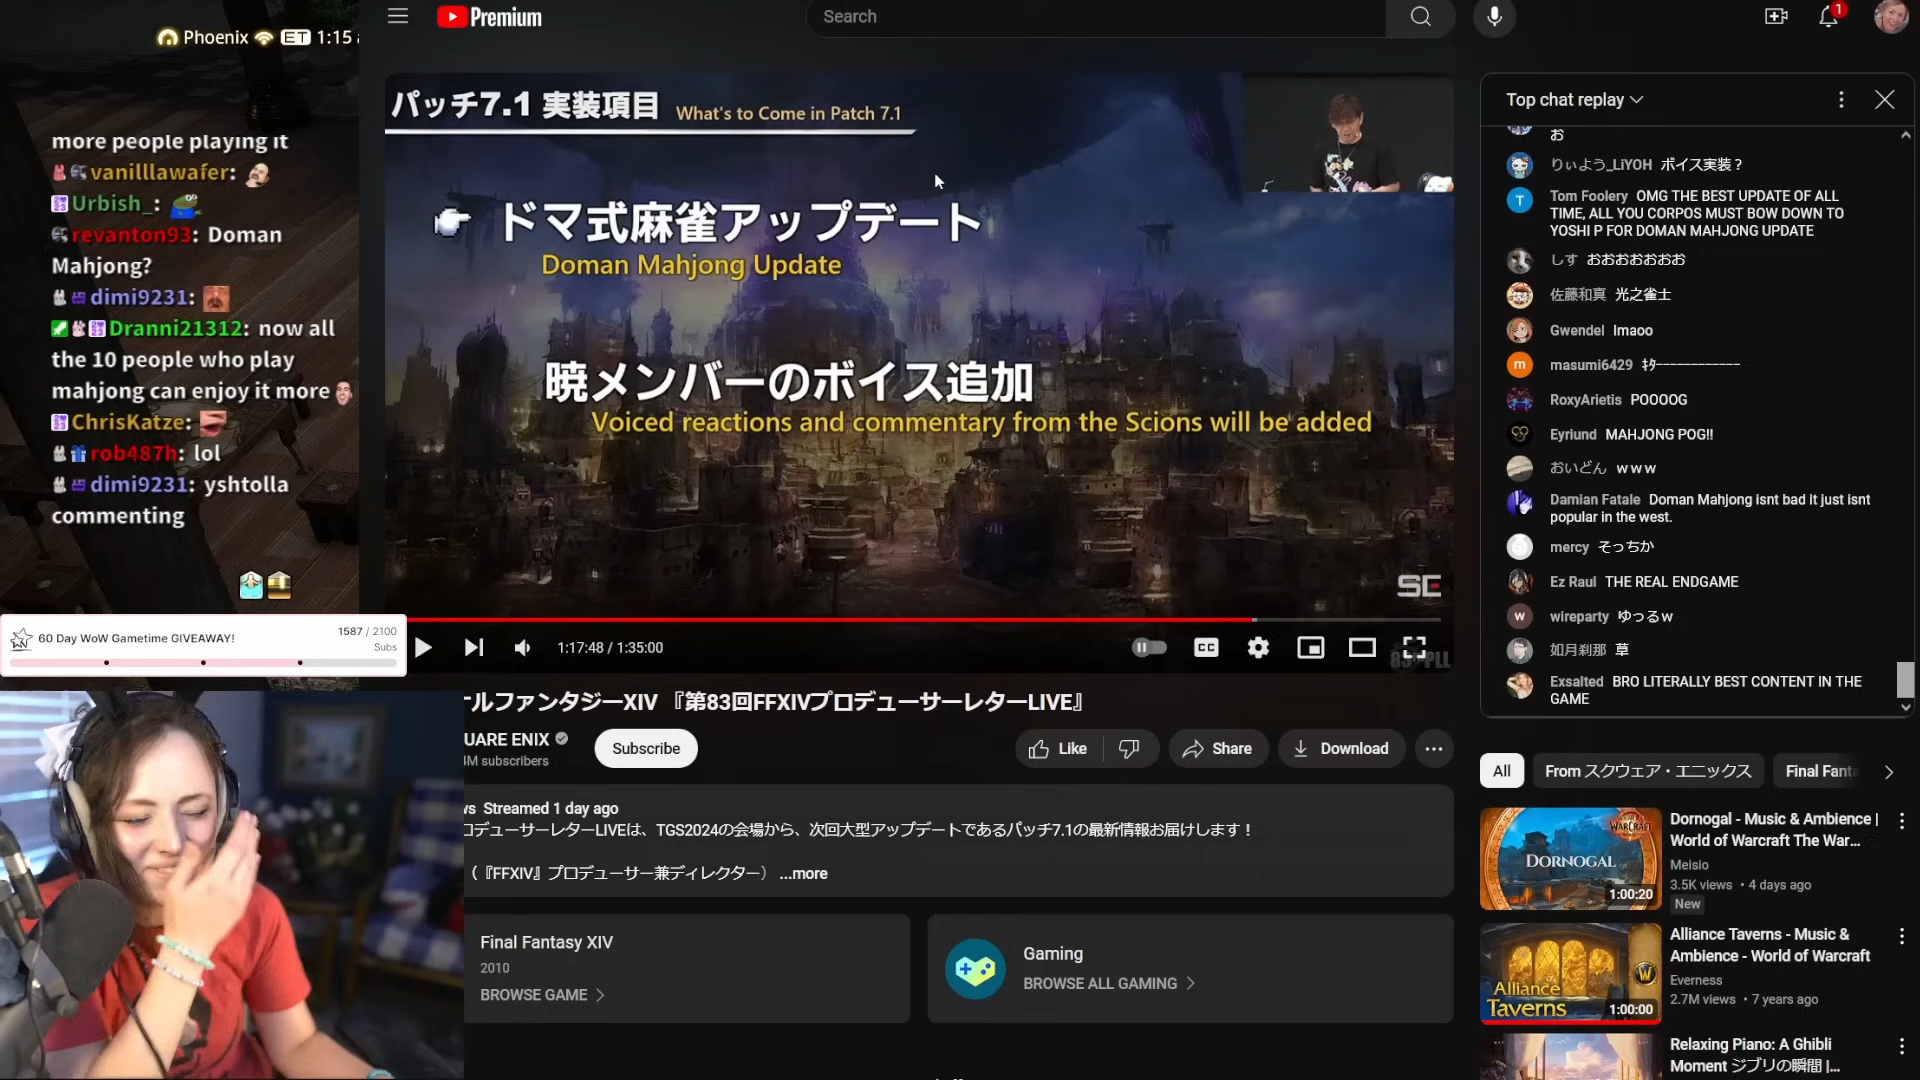 Phoenix ET 1:15
more people playing it
vanilllawafer:
Urbish_:
revanton93: Doman
Mahjong?
dimi9231:
Dranni21312: now all
the 10 people who play
mahjong can enjoy it more
ChrisKatze:
rob487h: lol
dimi9231: yshtolla
commenting
60 Day WoW Gametime GIVEAWAY!
1587 / 2100
Subs
Premium
Search
1
パッチ7.1 実装項目 What's to Come in Patch 7.1
ドマ式麻雀アップデート
Doman Mahjong Update
暁メンバーのボイス追加
Voiced reactions and commentary from the Scions will be added
SE
1:17:48 / 1:35:00
CC
ナルファンタジーXIV 『第83回FFXIVプロデューサーレターLIVE』
UARE ENIX
4M subscribers
Subscribe
Like
Share
Download
ws Streamed 1 day ago
ロデューサーレターLIVEは、TGS2024の会場から、次回大型アップデートであるパッチ7.1の最新情報お届けします！
（『FFXIV』プロデューサー兼ディレクター） ...more
Final Fantasy XIV
2010
BROWSE GAME
Gaming
BROWSE ALL GAMING
Top chat replay
お
りぃよう_LiYOH ボイス実装？
T
Tom Foolery OMG THE BEST UPDATE OF ALL
TIME, ALL YOU CORPOS MUST BOW DOWN TO
YOSHI P FOR DOMAN MAHJONG UPDATE
しす おおおおおおお
佐藤和真 光之雀士
Gwendel lmaoo
m
masumi6429 ｷﾀ━━━━━━━━
RoxyArietis POOOOG
Eyriund MAHJONG POG!!
おいどん ｗｗｗ
Damian Fatale Doman Mahjong isnt bad it just isnt
popular in the west.
mercy そっちか
Ez Raul THE REAL ENDGAME
w
wireparty ゆっるｗ
如月刹那 草
Exsalted BRO LITERALLY BEST CONTENT IN THE
GAME
All
From スクウェア・エニックス
Final Fanta
WARCRAFT
DORNOGAL
1:00:20
Dornogal - Music & Ambience |
World of Warcraft The War...
Meisio
3.5K views • 4 days ago
New
Alliance
Taverns
1:00:00
Alliance Taverns - Music &
Ambience - World of Warcraft
Everness
2.7M views • 7 years ago
Relaxing Piano: A Ghibli
Moment ジブリの瞬間 |...